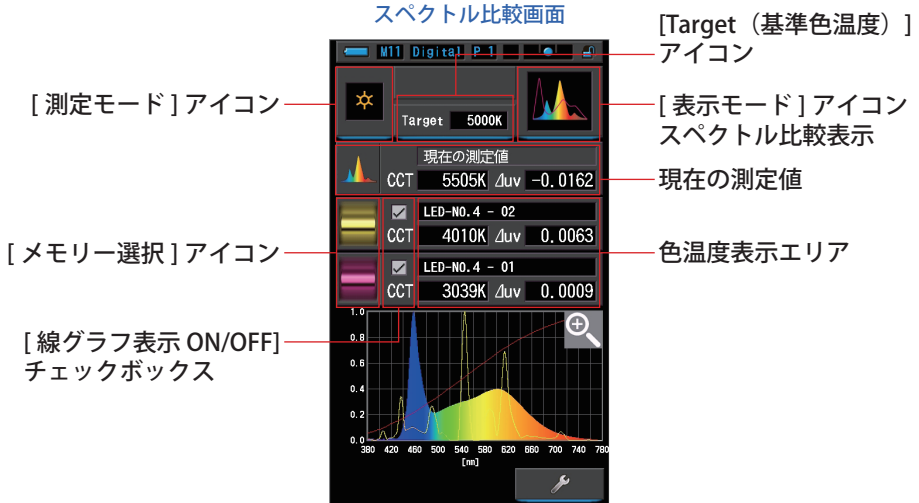 スペクトル比較画面
[Target（基準色温度）]
アイコン
M11 Digital P 1
[ 測定モード ] アイコン
Target 5000K
[ 表示モード ] アイコン
スペクトル比較表示
現在の測定値
CCT 5505K ⊿uv -0.0162
現在の測定値
[ メモリー選択 ] アイコン
LED-NO.4 - 02
CCT 4010K ⊿uv 0.0063
LED-NO.4 - 01
CCT 3039K ⊿uv 0.0009
色温度表示エリア
[ 線グラフ表示 ON/OFF]
チェックボックス
1.0
0.8
0.6
0.4
0.2
0.0
380 420 460 500 540 580 620 660 700 740 780
[nm]